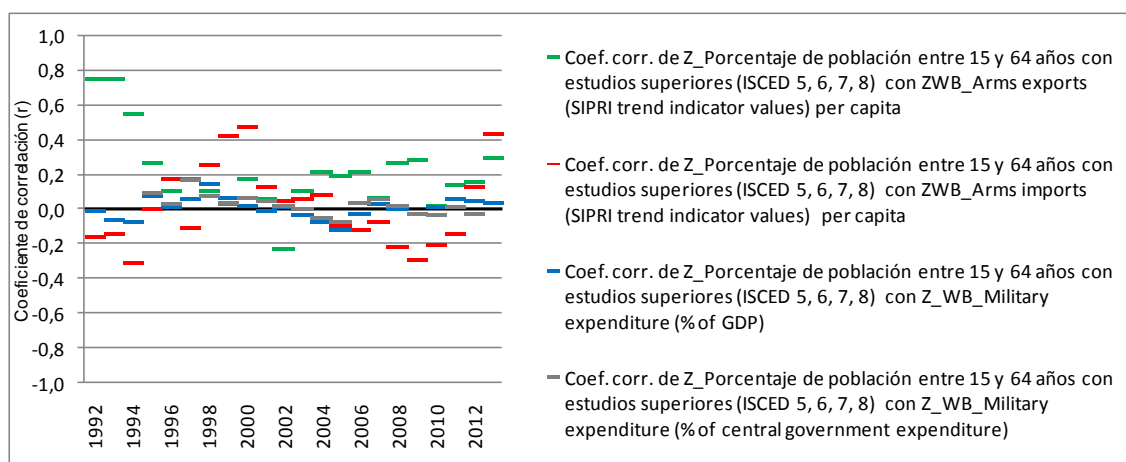 1,0
0,8
0,6
0,4
0,2
0,0
-0,2
-0,4
-0,6
-0,8
-1,0
Coeficiente de correlación (r)
1992
1994
1996
1998
2000
2002
2004
2006
2008
2010
2012
Coef. corr. de Z_Porcentaje de población entre 15 y 64 años con
estudios superiores (ISCED 5, 6, 7, 8) con ZWB_Arms exports
(SIPRI trend indicator values) per capita
Coef. corr. de Z_Porcentaje de población entre 15 y 64 años con
estudios superiores (ISCED 5, 6, 7, 8) con ZWB_Arms imports
(SIPRI trend indicator values) per capita
Coef. corr. de Z_Porcentaje de población entre 15 y 64 años con
estudios superiores (ISCED 5, 6, 7, 8) con Z_WB_Military
expenditure (% of GDP)
Coef. corr. de Z_Porcentaje de población entre 15 y 64 años con
estudios superiores (ISCED 5, 6, 7, 8) con Z_WB_Military
expenditure (% of central government expenditure)